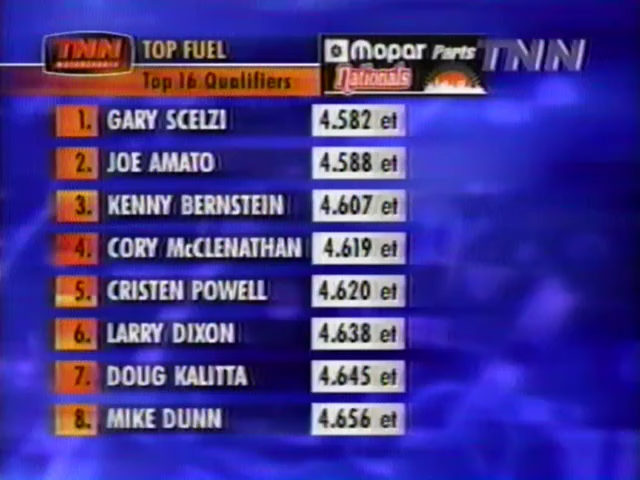 TNN
MOTORSPORTS
TOP FUEL
Top 16 Qualifiers
Mopar Parts
Nationals
TNN
1. GARY SCELZI 4.582 et
2. JOE AMATO 4.588 et
3. KENNY BERNSTEIN 4.607 et
4. CORY McCLENATHAN 4.619 et
5. CRISTEN POWELL 4.620 et
6. LARRY DIXON 4.638 et
7. DOUG KALITTA 4.645 et
8. MIKE DUNN 4.656 et